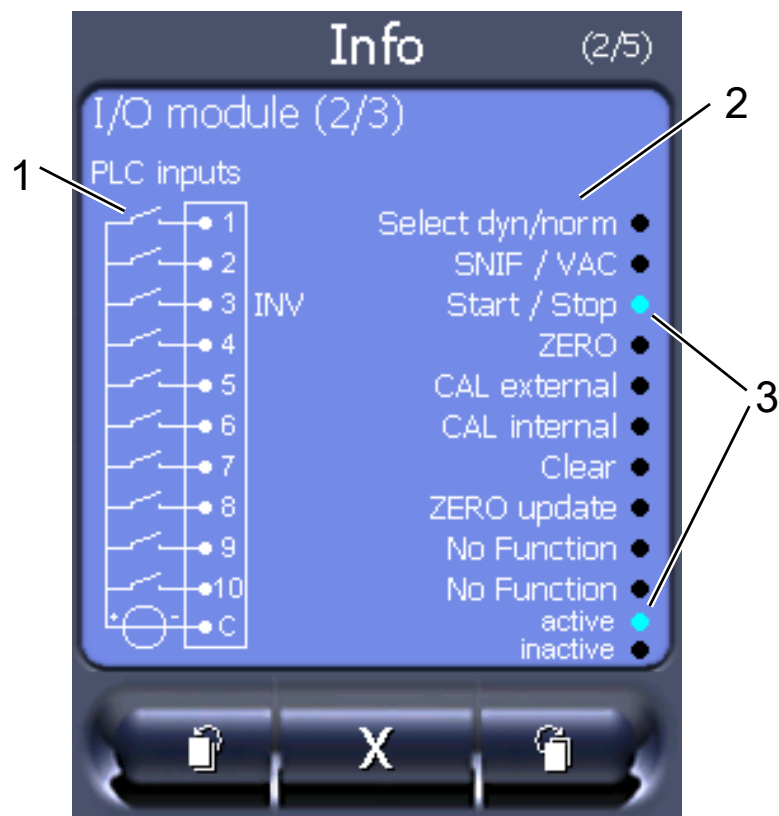 Info (2/5)
I/O module (2/3)
2
1
PLC inputs
1 Select dyn/norm
2 SNIF / VAC
3 INV Start / Stop
4 ZERO
5 CAL external
3
6 CAL internal
7 Clear
8 ZERO update
9 No Function
10 No Function
+ - C active
inactive
X